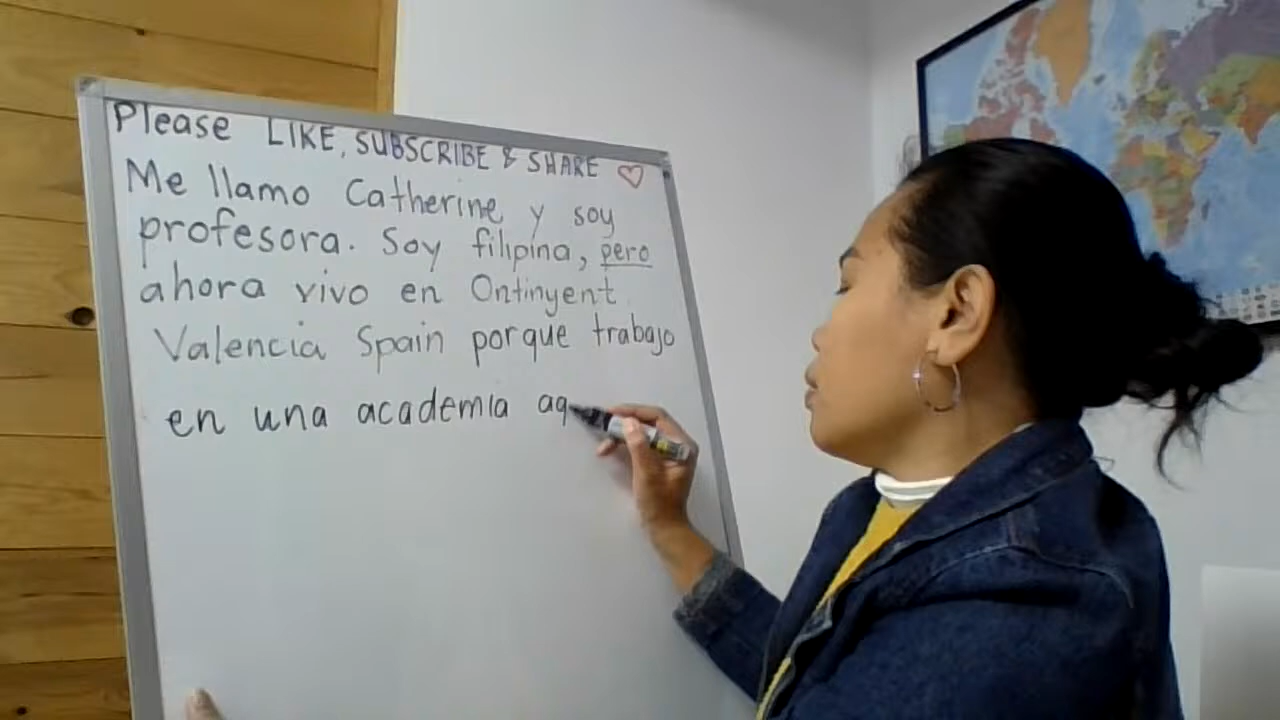 Please LIKE, SUBSCRIBE & SHARE
Me llamo Catherine y soy
profesora. Soy filipina, pero
ahora vivo en Ontinyent
Valencia Spain porque trabajo
en una academia aq